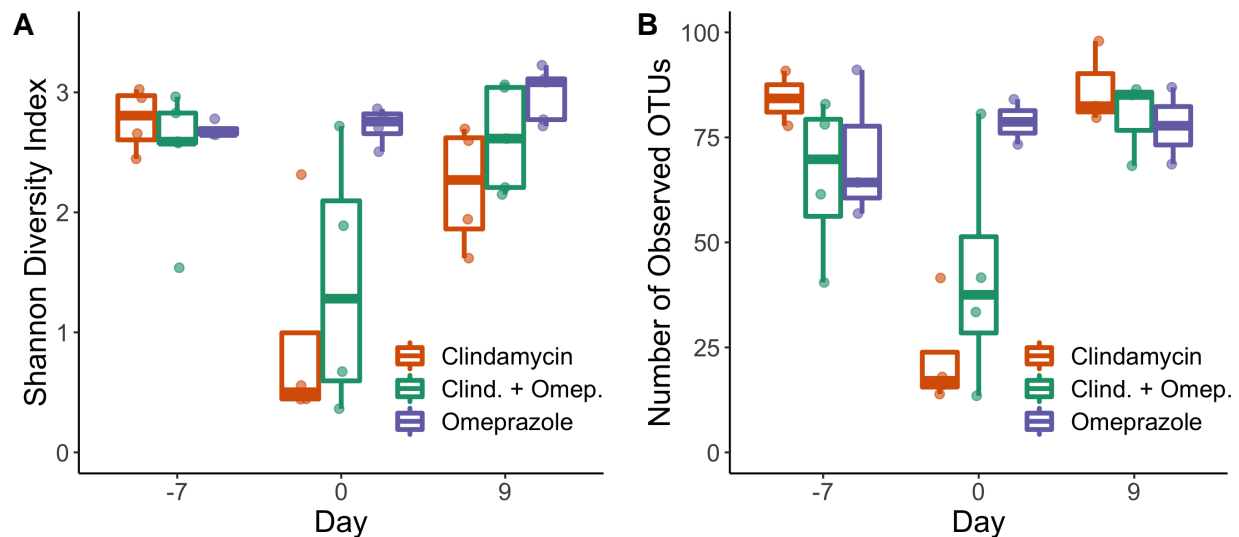 A
Shannon Diversity Index
3
2
1
0
-7
0
9
Day
Clindamycin
Clind. + Omep.
Omeprazole
B
Number of Observed OTUs
100
75
50
25
0
-7
0
9
Day
Clindamycin
Clind. + Omep.
Omeprazole